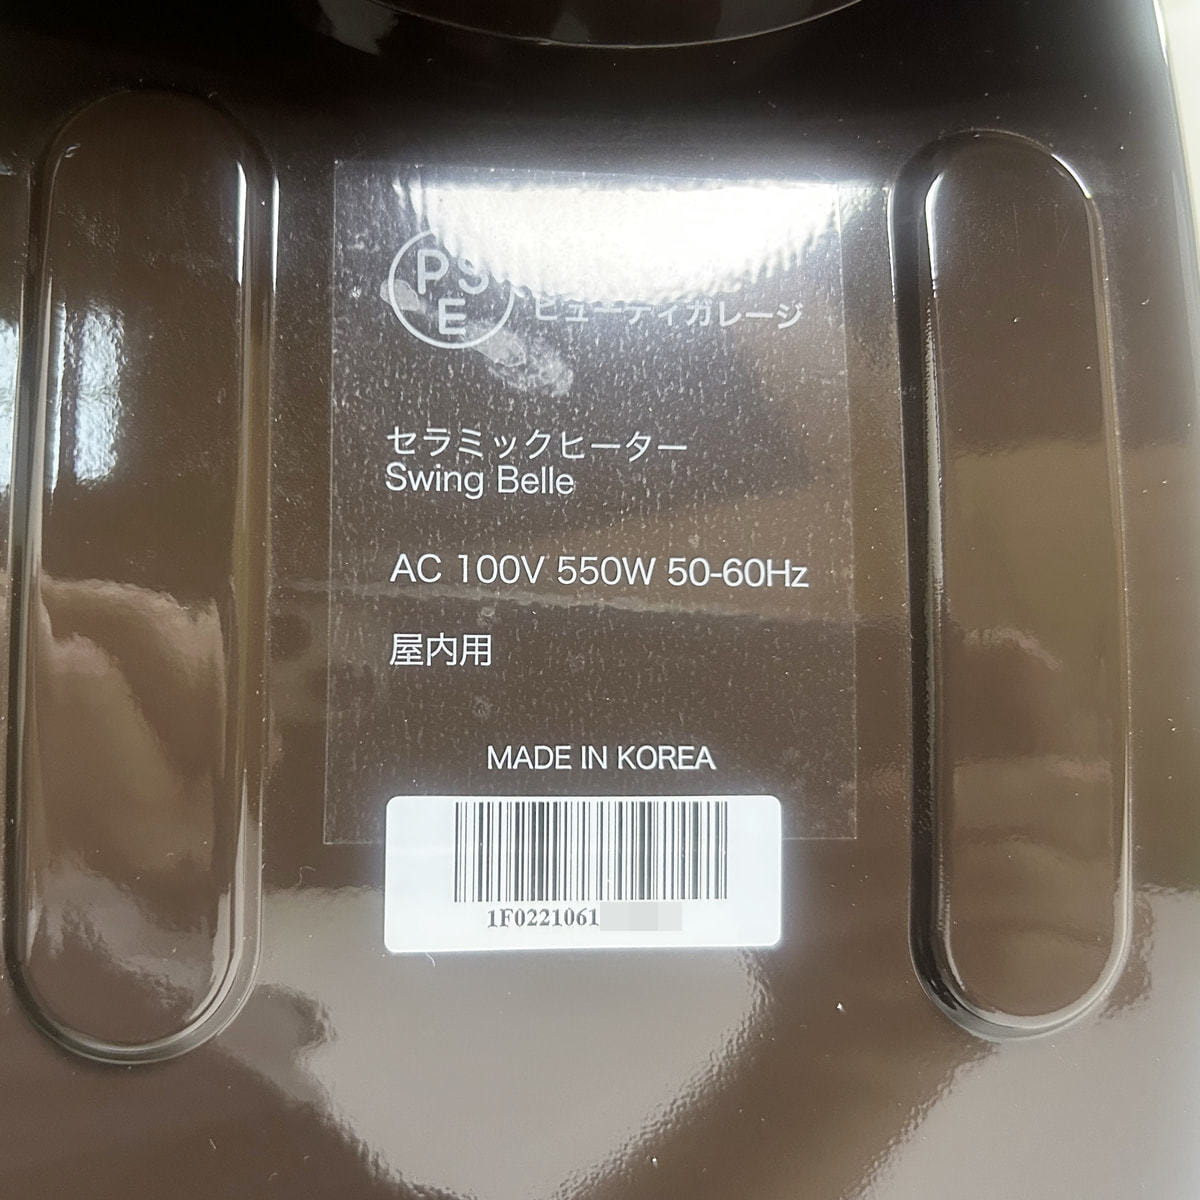 PS
E
ビューティガレージ
セラミックヒーター
Swing Belle
AC 100V 550W 50-60Hz
屋内用
MADE IN KOREA
1F0221061